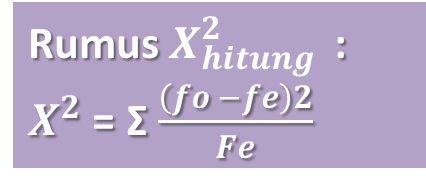 Rumus X²hitung :
X² = Σ (fo – fe)2 / Fe